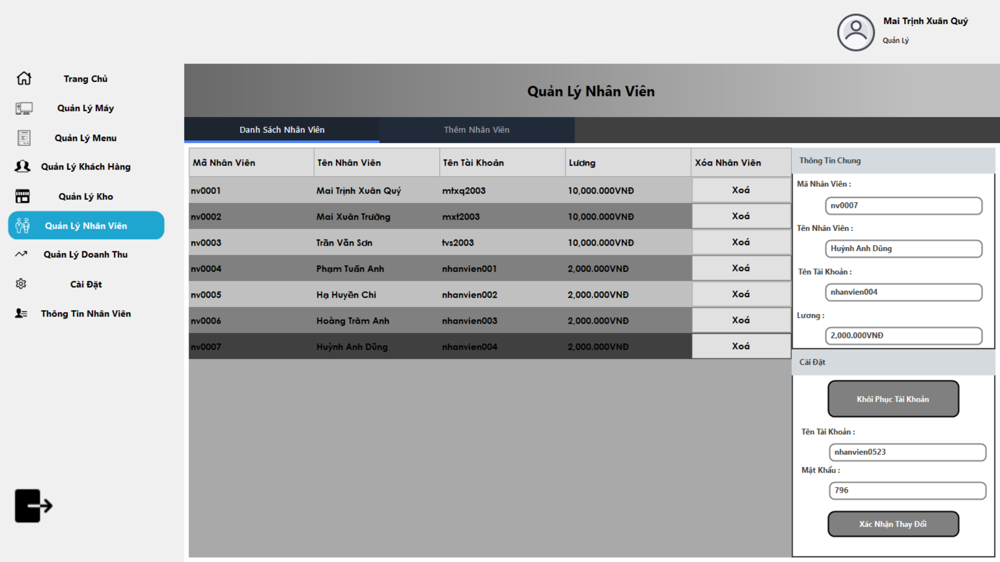 Mai Trịnh Xuân Quý
Quản Lý
Trang Chủ
Quản Lý Máy
Quản Lý Menu
Quản Lý Khách Hàng
Quản Lý Kho
Quản Lý Nhân Viên
Quản Lý Doanh Thu
Cài Đặt
Thông Tin Nhân Viên
Quản Lý Nhân Viên
Danh Sách Nhân Viên Thêm Nhân Viên
Mã Nhân Viên Tên Nhân Viên Tên Tài Khoản Lương Xóa Nhân Viên
nv0001 Mai Trịnh Xuân Quý mtxq2003 10,000.000VNĐ Xoá
nv0002 Mai Xuân Trường mxt2003 10,000.000VNĐ Xoá
nv0003 Trần Văn Sơn tvs2003 10,000.000VNĐ Xoá
nv0004 Phạm Tuấn Anh nhanvien001 2,000.000VNĐ Xoá
nv0005 Hạ Huyền Chi nhanvien002 2,000.000VNĐ Xoá
nv0006 Hoàng Trâm Anh nhanvien003 2,000.000VNĐ Xoá
nv0007 Huỳnh Anh Dũng nhanvien004 2,000.000VNĐ Xoá
Thông Tin Chung
Mã Nhân Viên :
nv0007
Tên Nhân Viên :
Huỳnh Anh Dũng
Tên Tài Khoản :
nhanvien004
Lương :
2,000.000VNĐ
Cài Đặt
Khôi Phục Tài Khoản
Tên Tài Khoản :
nhanvien0523
Mật Khẩu :
796
Xác Nhận Thay Đổi